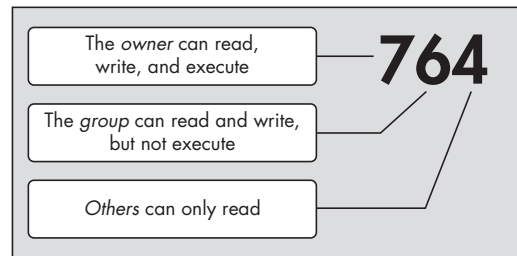 The owner can read,
write, and execute
764
The group can read and write,
but not execute
Others can only read